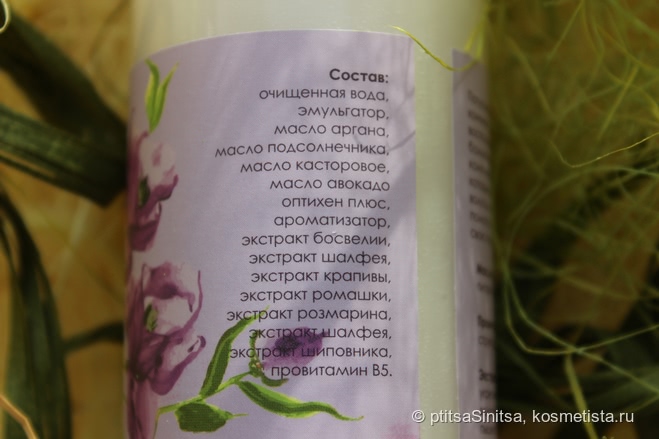 Состав:
очищенная вода,
эмульгатор,
масло аргана,
масло подсолнечника,
масло касторовое,
масло авокадо
оптихен плюс,
ароматизатор,
экстракт босвелии,
экстракт шалфея,
экстракт крапивы,
экстракт ромашки,
экстракт розмарина,
экстракт шалфея,
экстракт шиповника,
провитамин В5.
© ptitsaSinitsa, kosmetista.ru